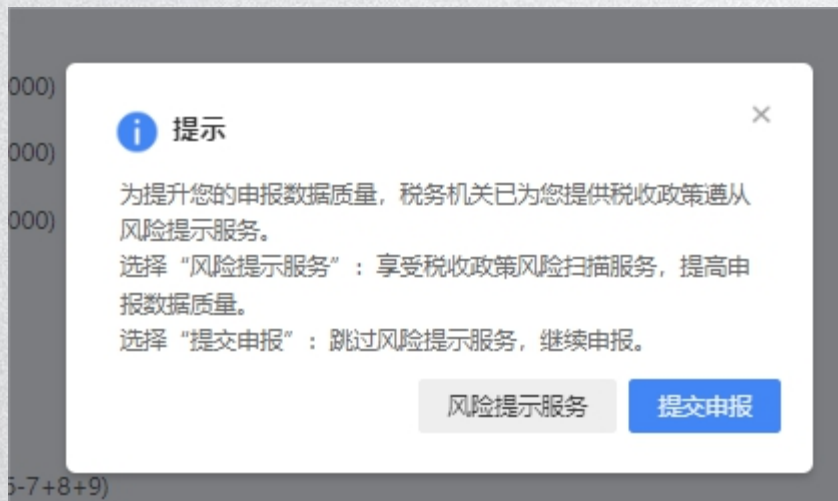 000)
提示
000)
为提升您的申报数据质量，税务机关已为您提供税收政策遵从
000)
风险提示服务。
选择“风险提示服务”：享受税收政策风险扫描服务，提高申
报数据质量。
选择“提交申报”：跳过风险提示服务，继续申报。
风险提示服务
提交申报
5-7+8+9)